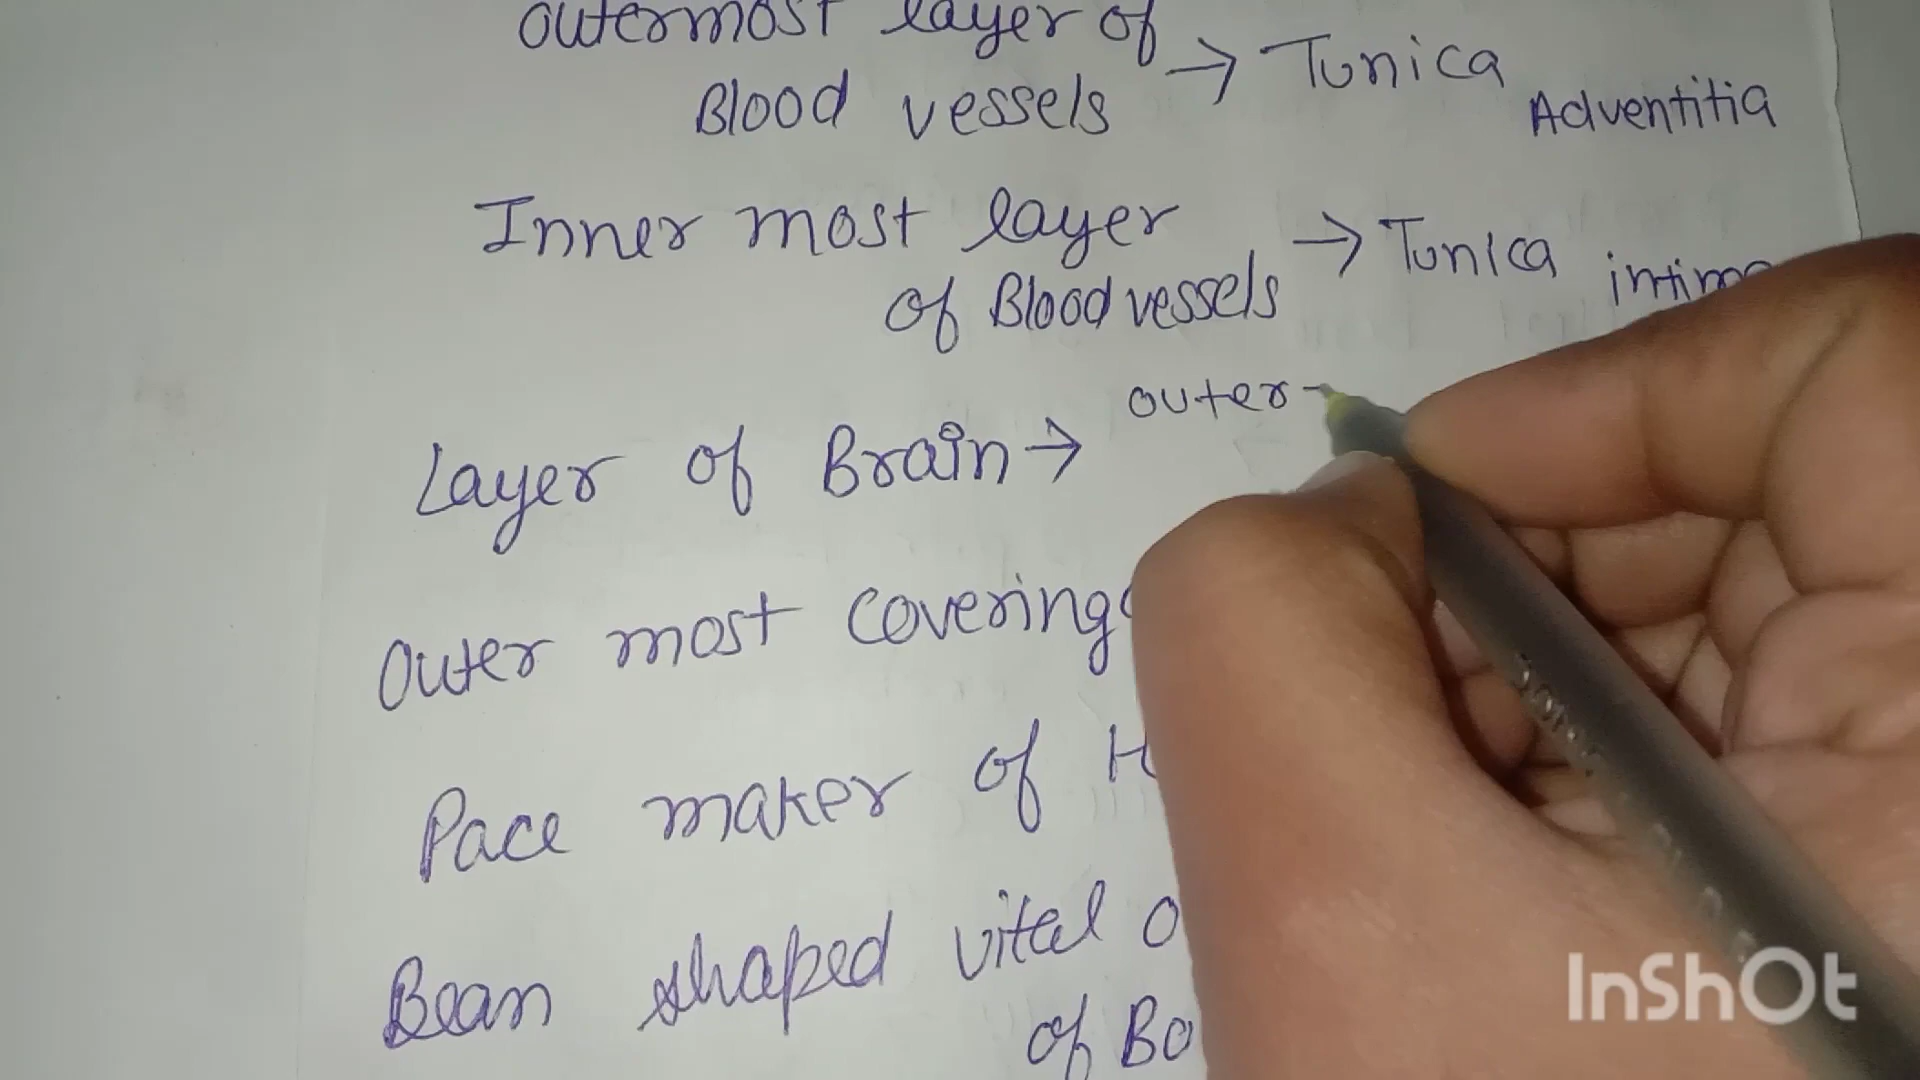 Outermost layer of
Blood vessels → Tunica
Adventitia
Inner most layer
of Blood vessels → Tunica
Layer of Brain → outer
Outer most covering
Pace maker of
Bean shaped vital
of
InShOt